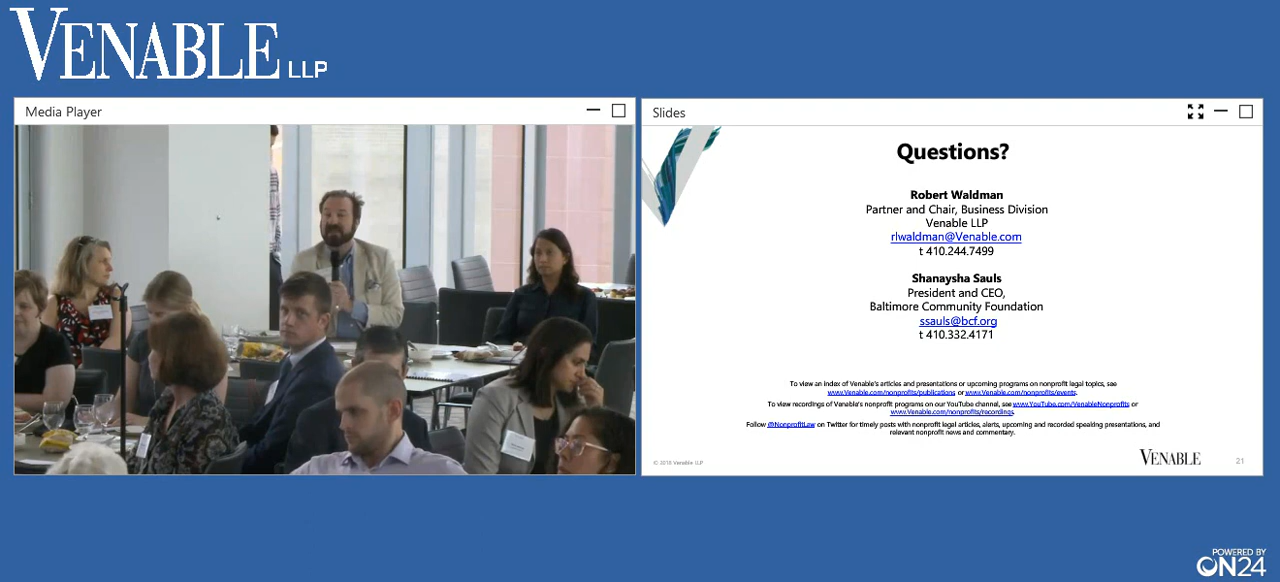 VENABLE LLP
Media Player
Slides
Questions?
Robert Waldman
Partner and Chair, Business Division
Venable LLP
rlwaldman@Venable.com
t 410.244.7499
Shanaysha Sauls
President and CEO,
Baltimore Community Foundation
ssauls@bcf.org
t 410.332.4171
To view an index of Venable's articles and presentations or upcoming programs on nonprofit legal topics, see
www.Venable.com/nonprofits/publications or www.Venable.com/nonprofits/events.
To view recordings of Venable's nonprofit programs on our YouTube channel, see www.YouTube.com/VenableNonprofits or
www.Venable.com/nonprofits/recordings.
Follow @NonprofitLaw on Twitter for timely posts with nonprofit legal articles, alerts, upcoming and recorded speaking presentations, and
relevant nonprofit news and commentary.
© 2018 Venable LLP
VENABLE
21
POWERED BY
ON24